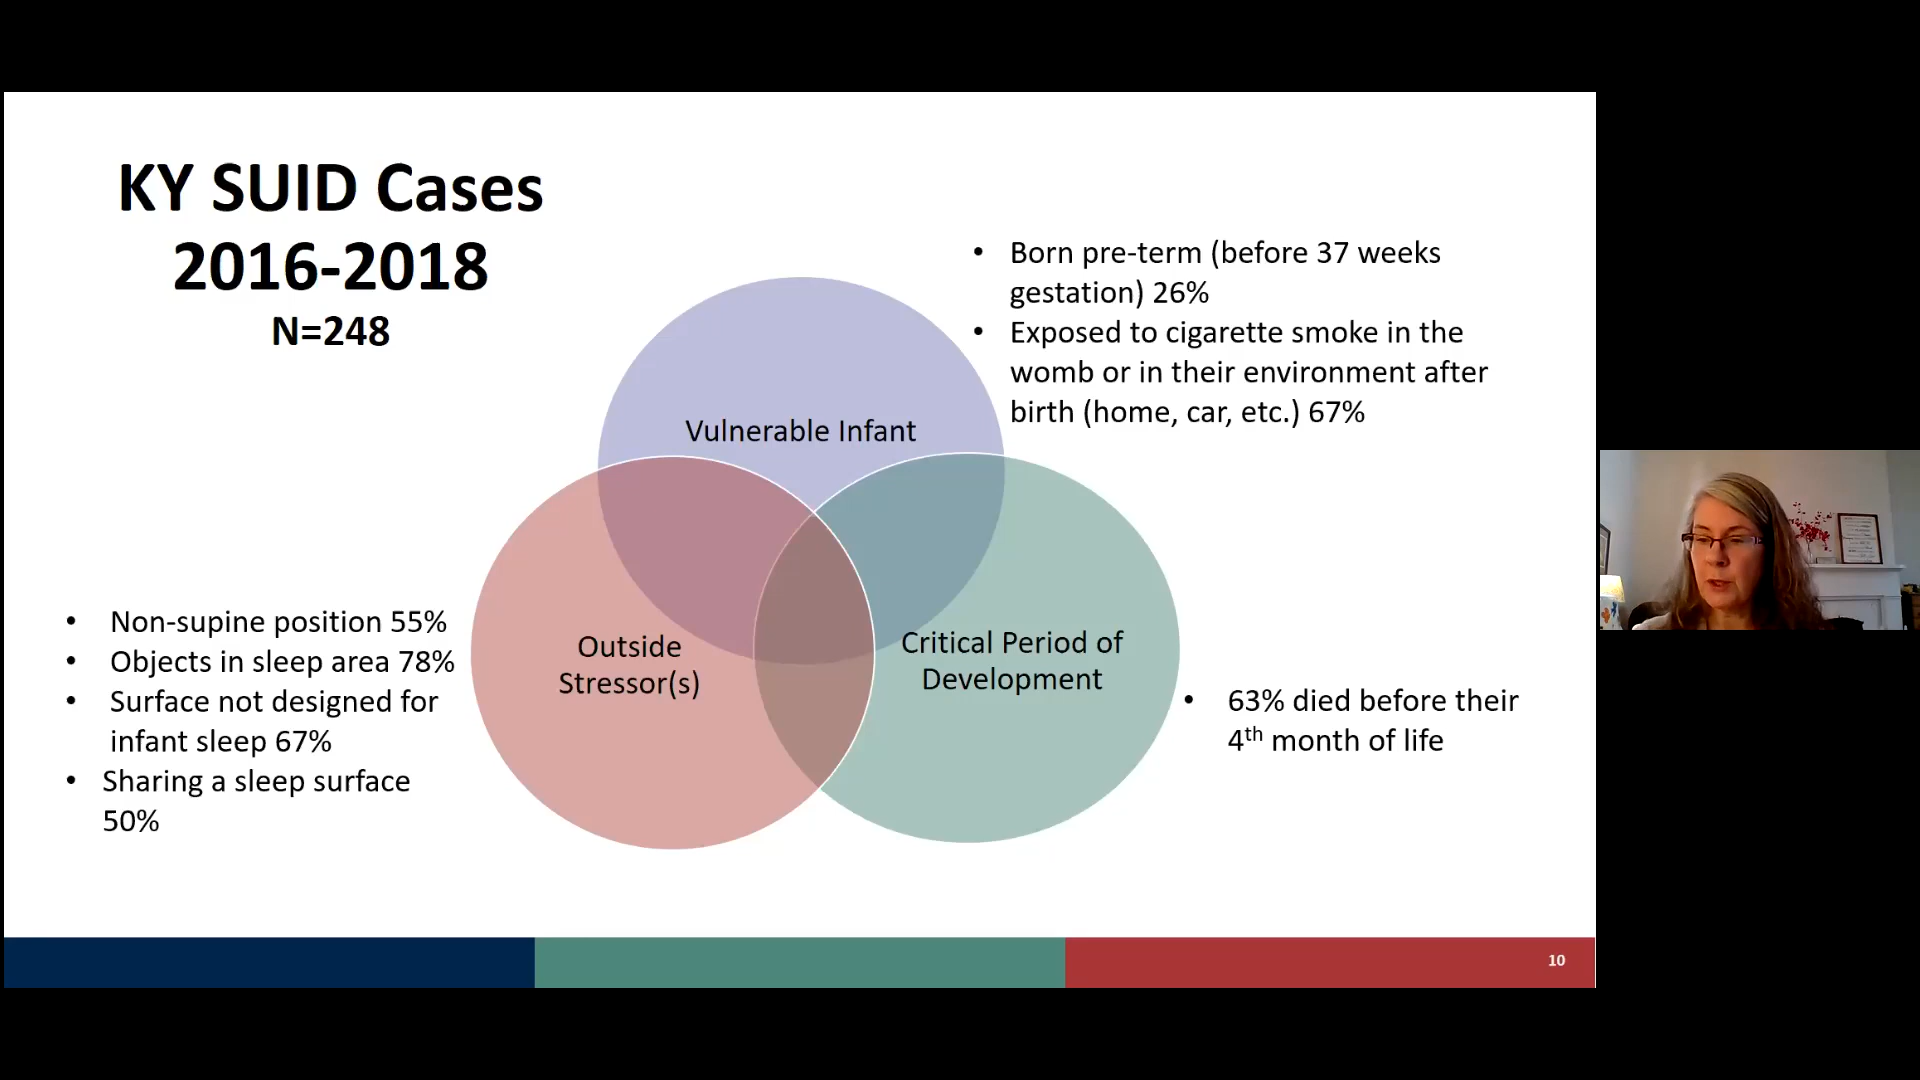 KY SUID Cases
2016-2018
N=248
• Born pre-term (before 37 weeks
gestation) 26%
• Exposed to cigarette smoke in the
womb or in their environment after
birth (home, car, etc.) 67%
Vulnerable Infant
• Non-supine position 55%
• Objects in sleep area 78%
• Surface not designed for
infant sleep 67%
• Sharing a sleep surface
50%
Outside
Stressor(s)
Critical Period of
Development
• 63% died before their
4th month of life
10